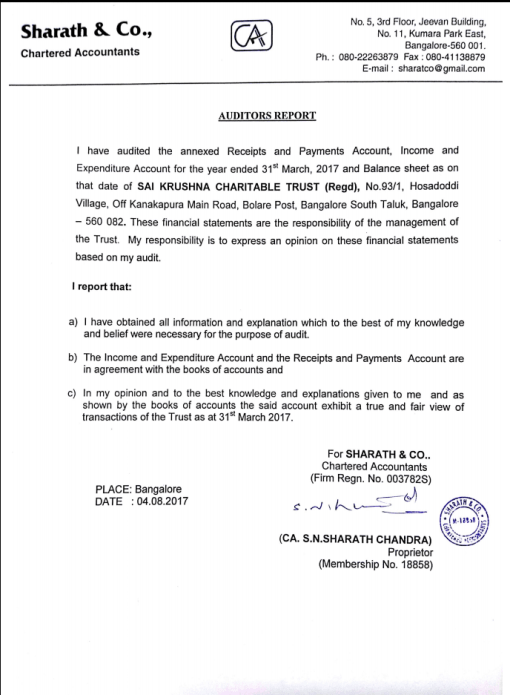 Sharath & Co.,
Chartered Accountants
CA
No. 5, 3rd Floor, Jeevan Building,
No. 11, Kumara Park East,
Bangalore-560 001.
Ph. : 080-22263879 Fax : 080-41138879
E-mail : sharatco@gmail.com
AUDITORS REPORT
I have audited the annexed Receipts and Payments Account, Income and
Expenditure Account for the year ended 31st March, 2017 and Balance sheet as on
that date of SAI KRUSHNA CHARITABLE TRUST (Regd), No.93/1, Hosadoddi
Village, Off Kanakapura Main Road, Bolare Post, Bangalore South Taluk, Bangalore
– 560 082. These financial statements are the responsibility of the management of
the Trust. My responsibility is to express an opinion on these financial statements
based on my audit.
I report that:
a) I have obtained all information and explanation which to the best of my knowledge
and belief were necessary for the purpose of audit.
b) The Income and Expenditure Account and the Receipts and Payments Account are
in agreement with the books of accounts and
c) In my opinion and to the best knowledge and explanations given to me and as
shown by the books of accounts the said account exhibit a true and fair view of
transactions of the Trust as at 31st March 2017.
For SHARATH & CO..
Chartered Accountants
(Firm Regn. No. 003782S)
PLACE: Bangalore
DATE : 04.08.2017
SHARATH & CO.
(CA. S.N.SHARATH CHANDRA)
Proprietor
(Membership No. 18858)